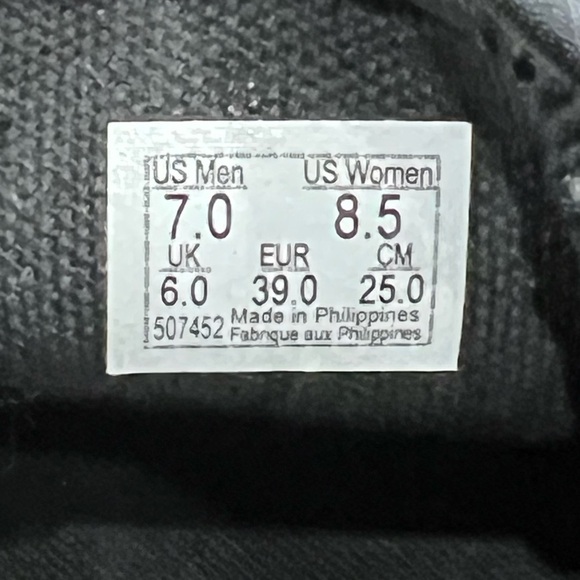 US Men US Women
7.0 8.5
UK EUR CM
6.0 39.0 25.0
507452 Made in Philippines
Fabrique aux Philippines